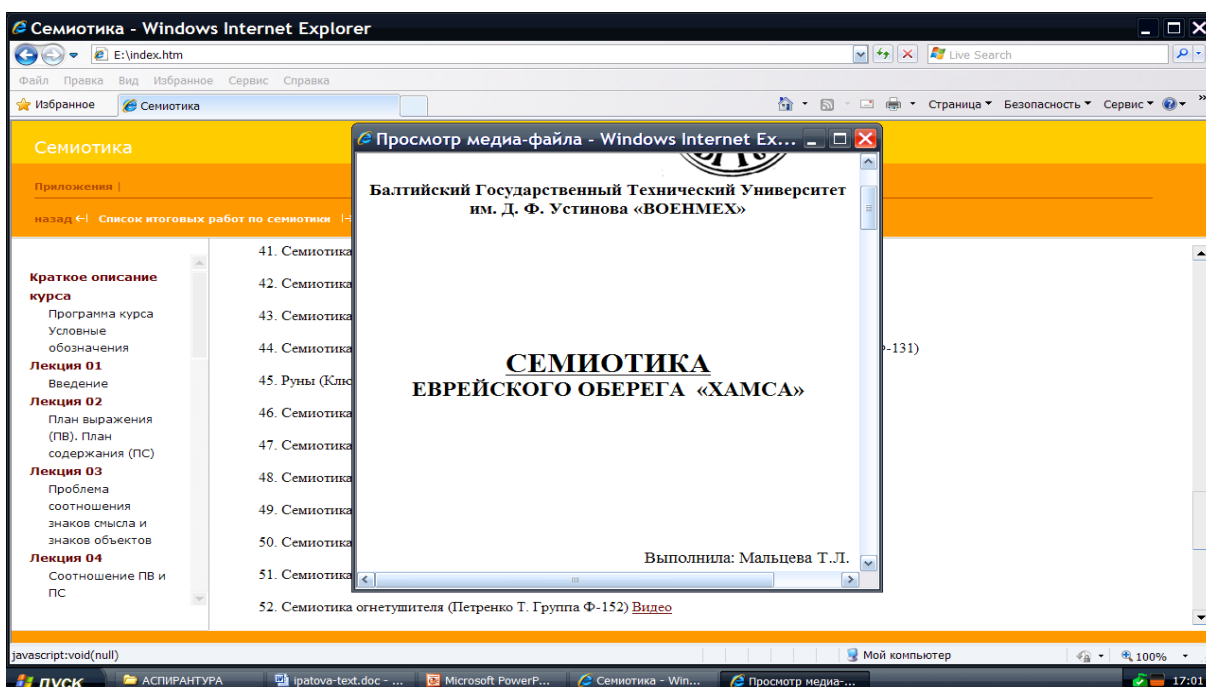 Семиотика - Windows Internet Explorer
E:\index.htm
Live Search
Файл Правка Вид Избранное Сервис Справка
Избранное
Семиотика
Страница Безопасность Сервис
Семиотика
Приложения |
назад Список итоговых работ по семиотики
Краткое описание
курса
Программа курса
Условные
обозначения
Лекция 01
Введение
Лекция 02
План выражения
(ПВ). План
содержания (ПС)
Лекция 03
Проблема
соотношения
знаков смысла и
знаков объектов
Лекция 04
Соотношение ПВ и
ПС
41. Семиотика
42. Семиотика
43. Семиотика
44. Семиотика -131)
45. Руны (Клю
46. Семиотика
47. Семиотика
48. Семиотика
49. Семиотика
50. Семиотика
51. Семиотика
52. Семиотика огнетушителя (Петренко Т. Группа Ф-152) Видео
Просмотр медиа-файла - Windows Internet Ex...
Балтийский Государственный Технический Университет
им. Д. Ф. Устинова «ВОЕНМЕХ»
СЕМИОТИКА
ЕВРЕЙСКОГО ОБЕРЕГА «ХАМСА»
Выполнила: Мальцева Т.Л.
javascript:void(null)
Мой компьютер
100%
пуск
АСПИРАНТУРА
ipatova-text.doc - ...
Microsoft PowerP...
Семиотика - Win...
Просмотр медиа-...
17:01